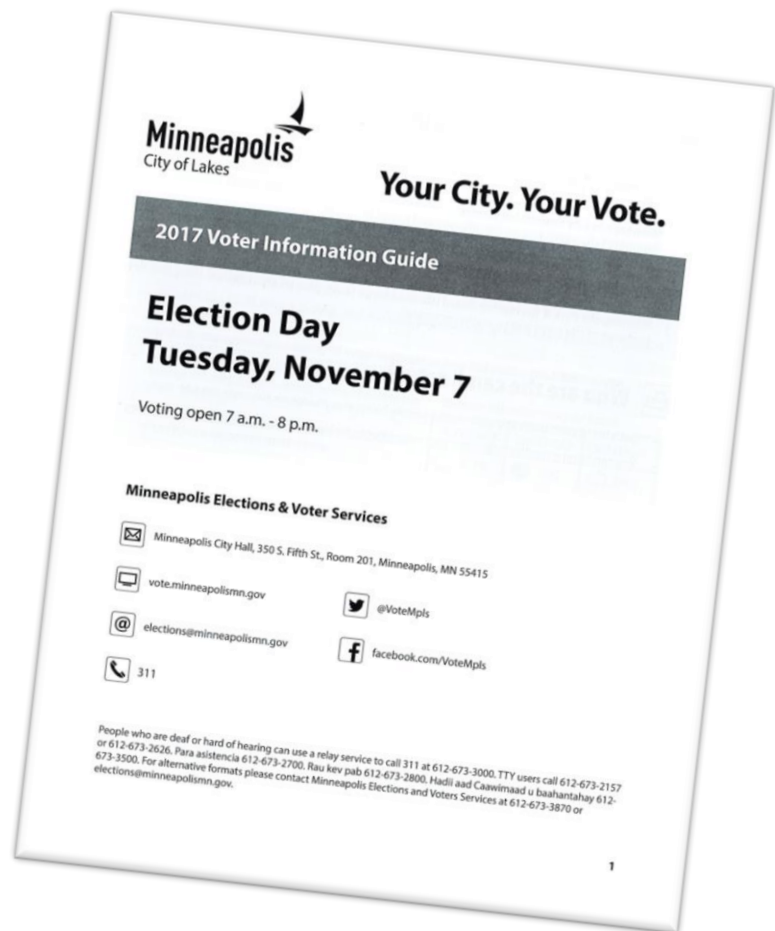 Minneapolis
City of Lakes
Your City. Your Vote.
2017 Voter Information Guide
Election Day
Tuesday, November 7
Voting open 7 a.m. - 8 p.m.
Minneapolis Elections & Voter Services
Minneapolis City Hall, 350 S. Fifth St., Room 201, Minneapolis, MN 55415
vote.minneapolismn.gov
@VoteMpls
elections@minneapolismn.gov
facebook.com/VoteMpls
311
People who are deaf or hard of hearing can use a relay service to call 311 at 612-673-3000. TTY users call 612-673-2157
or 612-673-2626. Para asistencia 612-673-2700. Rau kev pab 612-673-2800. Hadii aad Caawimaad u baahantahay 612-
673-3500. For alternative formats please contact Minneapolis Elections and Voters Services at 612-673-3870 or
elections@minneapolismn.gov.
1